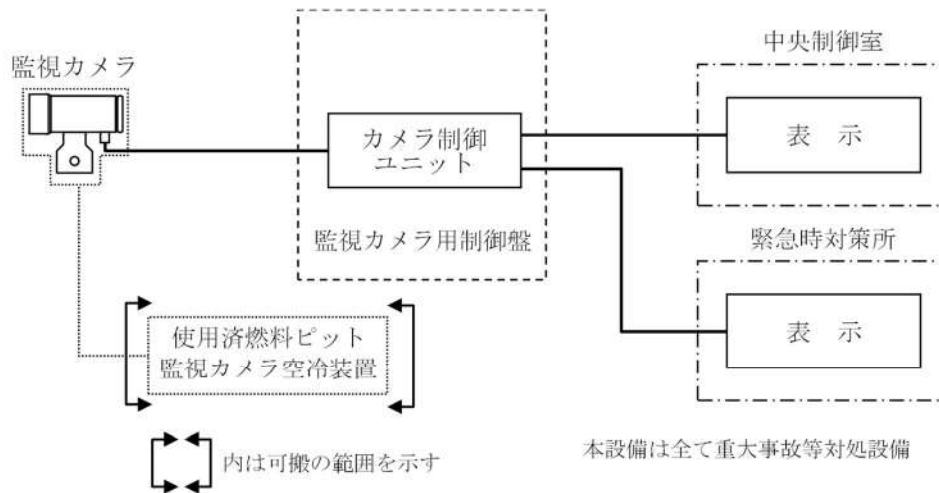 監視カメラ
カメラ制御
ユニット
監視カメラ用制御盤
中央制御室
表 示
緊急時対策所
表 示
使用済燃料ピット
監視カメラ空冷装置
内は可搬の範囲を示す
本設備は全て重大事故等対処設備